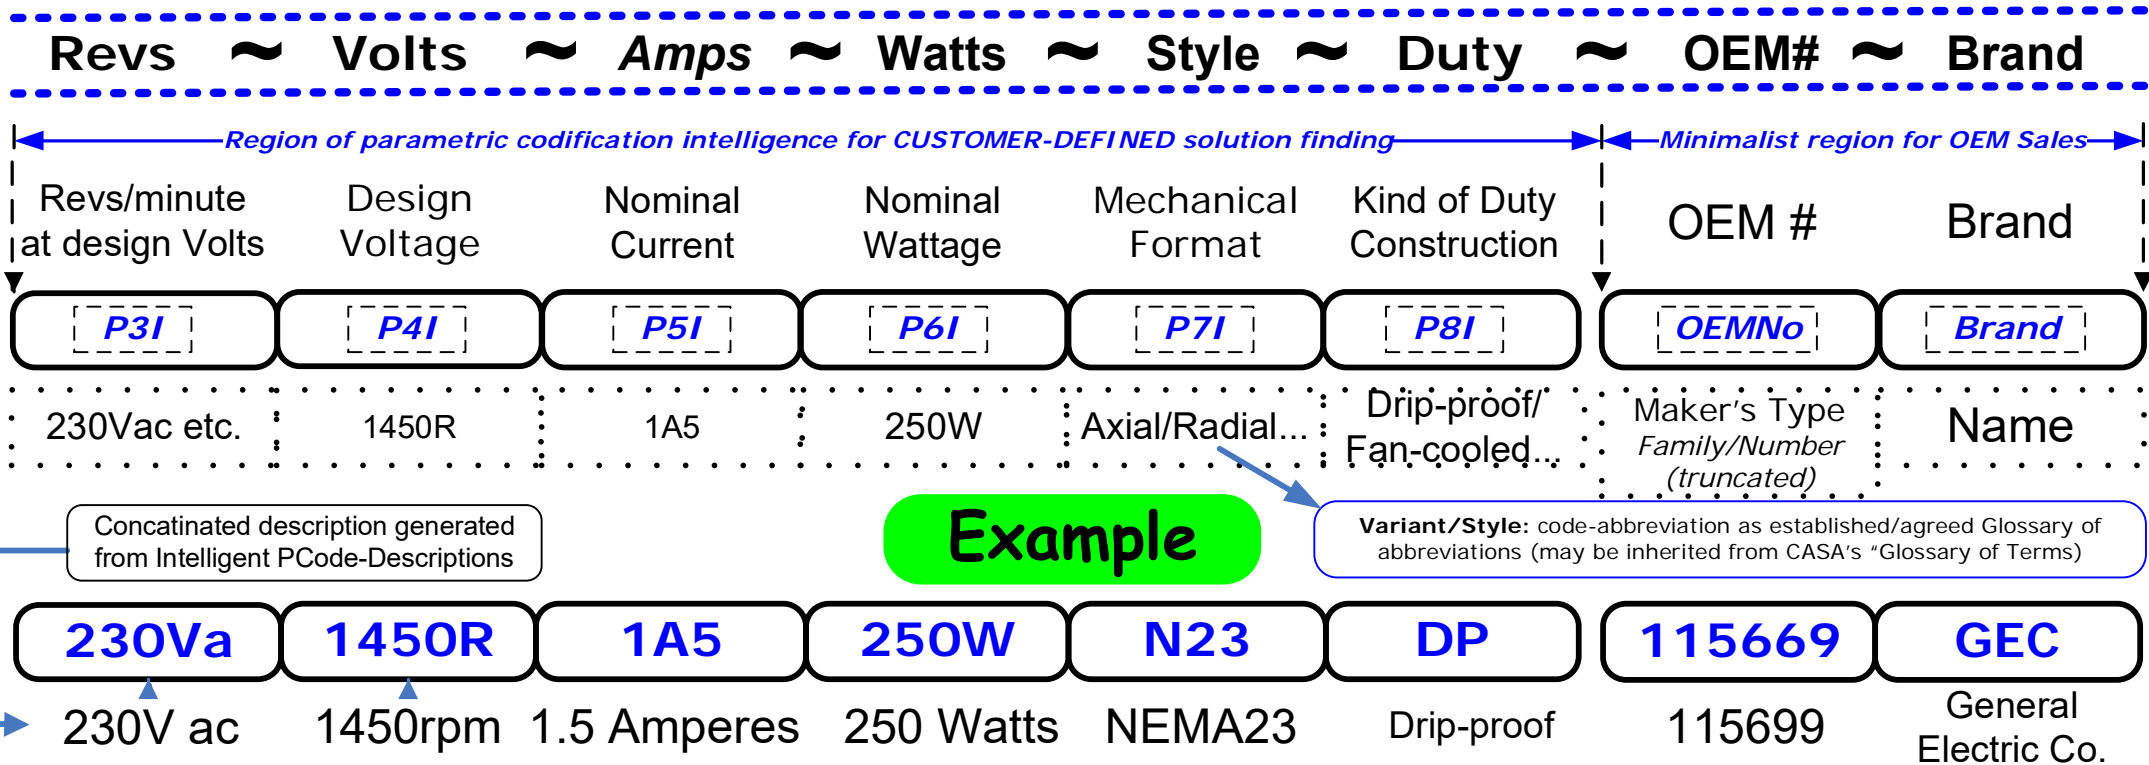 Revs ~ Volts ~ Amps ~ Watts ~ Style ~ Duty ~ OEM# ~ Brand
Region of parametric codification intelligence for CUSTOMER-DEFINED solution finding
Minimalist region for OEM Sales
Revs/minute
at design Volts
Design
Voltage
Nominal
Current
Nominal
Wattage
Mechanical
Format
Kind of Duty
Construction
OEM #
Brand
P3I
P4I
P5I
P6I
P7I
P8I
OEMNo
Brand
230Vac etc.
1450R
1A5
250W
Axial/Radial...
Drip-proof/
Fan-cooled...
Maker's Type
Family/Number
(truncated)
Name
Concatinated description generated
from Intelligent PCode-Descriptions
Example
Variant/Style: code-abbreviation as established/agreed Glossary of
abbreviations (may be inherited from CASA's "Glossary of Terms)
230Va
1450R
1A5
250W
N23
DP
115669
GEC
230V ac
1450rpm
1.5 Amperes
250 Watts
NEMA23
Drip-proof
115699
General
Electric Co.